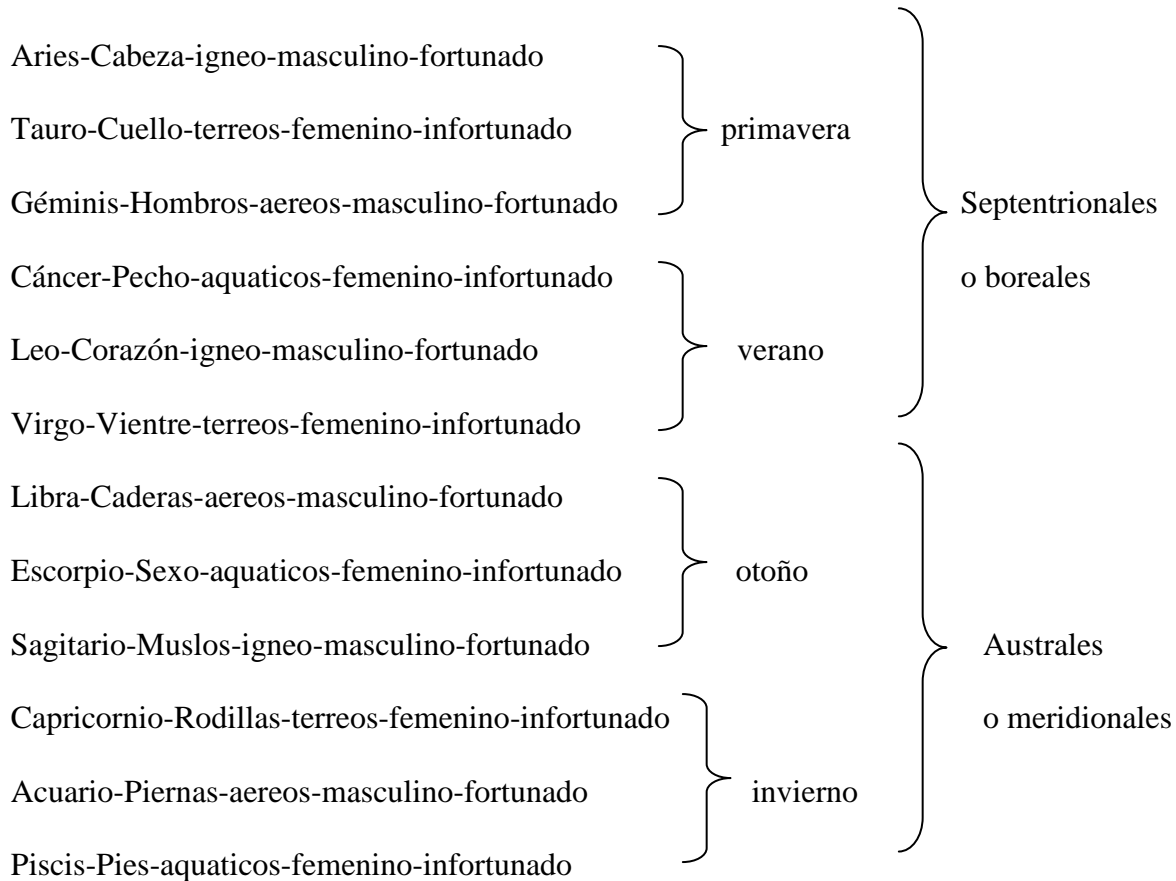 Aries-Cabeza-igneo-masculino-fortunado
Tauro-Cuello-terreos-femenino-infortunado
primavera
Géminis-Hombros-aereos-masculino-fortunado
Septentrionales
Cáncer-Pecho-aquaticos-femenino-infortunado
o boreales
Leo-Corazón-igneo-masculino-fortunado
verano
Virgo-Vientre-terreos-femenino-infortunado
Libra-Caderas-aereos-masculino-fortunado
Escorpio-Sexo-aquaticos-femenino-infortunado
otoño
Sagitario-Muslos-igneo-masculino-fortunado
Australes
Capricornio-Rodillas-terreos-femenino-infortunado
o meridionales
Acuario-Piernas-aereos-masculino-fortunado
invierno
Piscis-Pies-aquaticos-femenino-infortunado